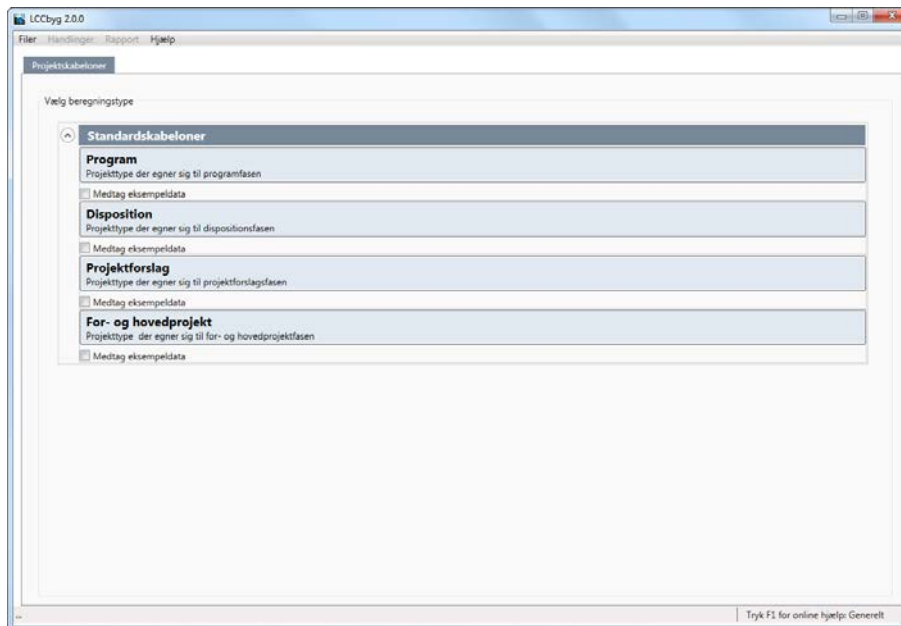 LCCbyg 2.0.0
Filer Handlinger Rapport Hjælp
Projektskabeloner
Vælg beregningstype
Standardskabeloner
Program
Projekttype der egner sig til programfasen
Medtag eksempeldata
Disposition
Projekttype der egner sig til dispositionsfasen
Medtag eksempeldata
Projektforslag
Projekttype der egner sig til projektforslagsfasen
Medtag eksempeldata
For- og hovedprojekt
Projekttype der egner sig til for- og hovedprojektfasen
Medtag eksempeldata
Tryk F1 for online hjælp: Generelt